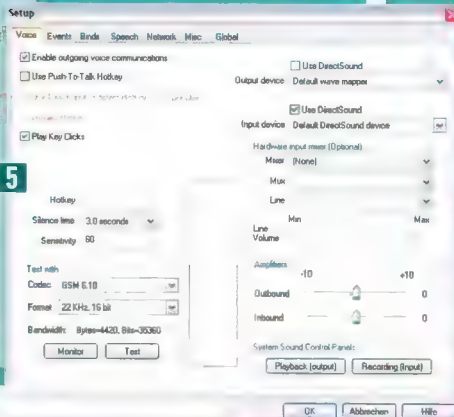 Setup
Voice Events Binds Speech Network Misc Global
Enable outgoing voice communications
Use Push-To-Talk Hotkey
Play Key Clicks
5
Hotkey
Silence time 3.0 seconds
Sensitivity 60
Test with
Codec GSM 6.10
Format 22 KHz, 16 bit
Bandwidth: Bytes=4420, Bits=35360
Monitor Test
Use DirectSound
Output device Default wave mapper
Use DirectSound
Input device Default DirectSound device
Hardware input mixer (Optional)
Mixer (None)
Mux
Line
Min Max
Line
Volume
Amplifiers
-10 +10
Outbound 0
Inbound 0
System Sound Control Panels
Playback (output) Recording (Input)
OK Abbrechen Hilfe